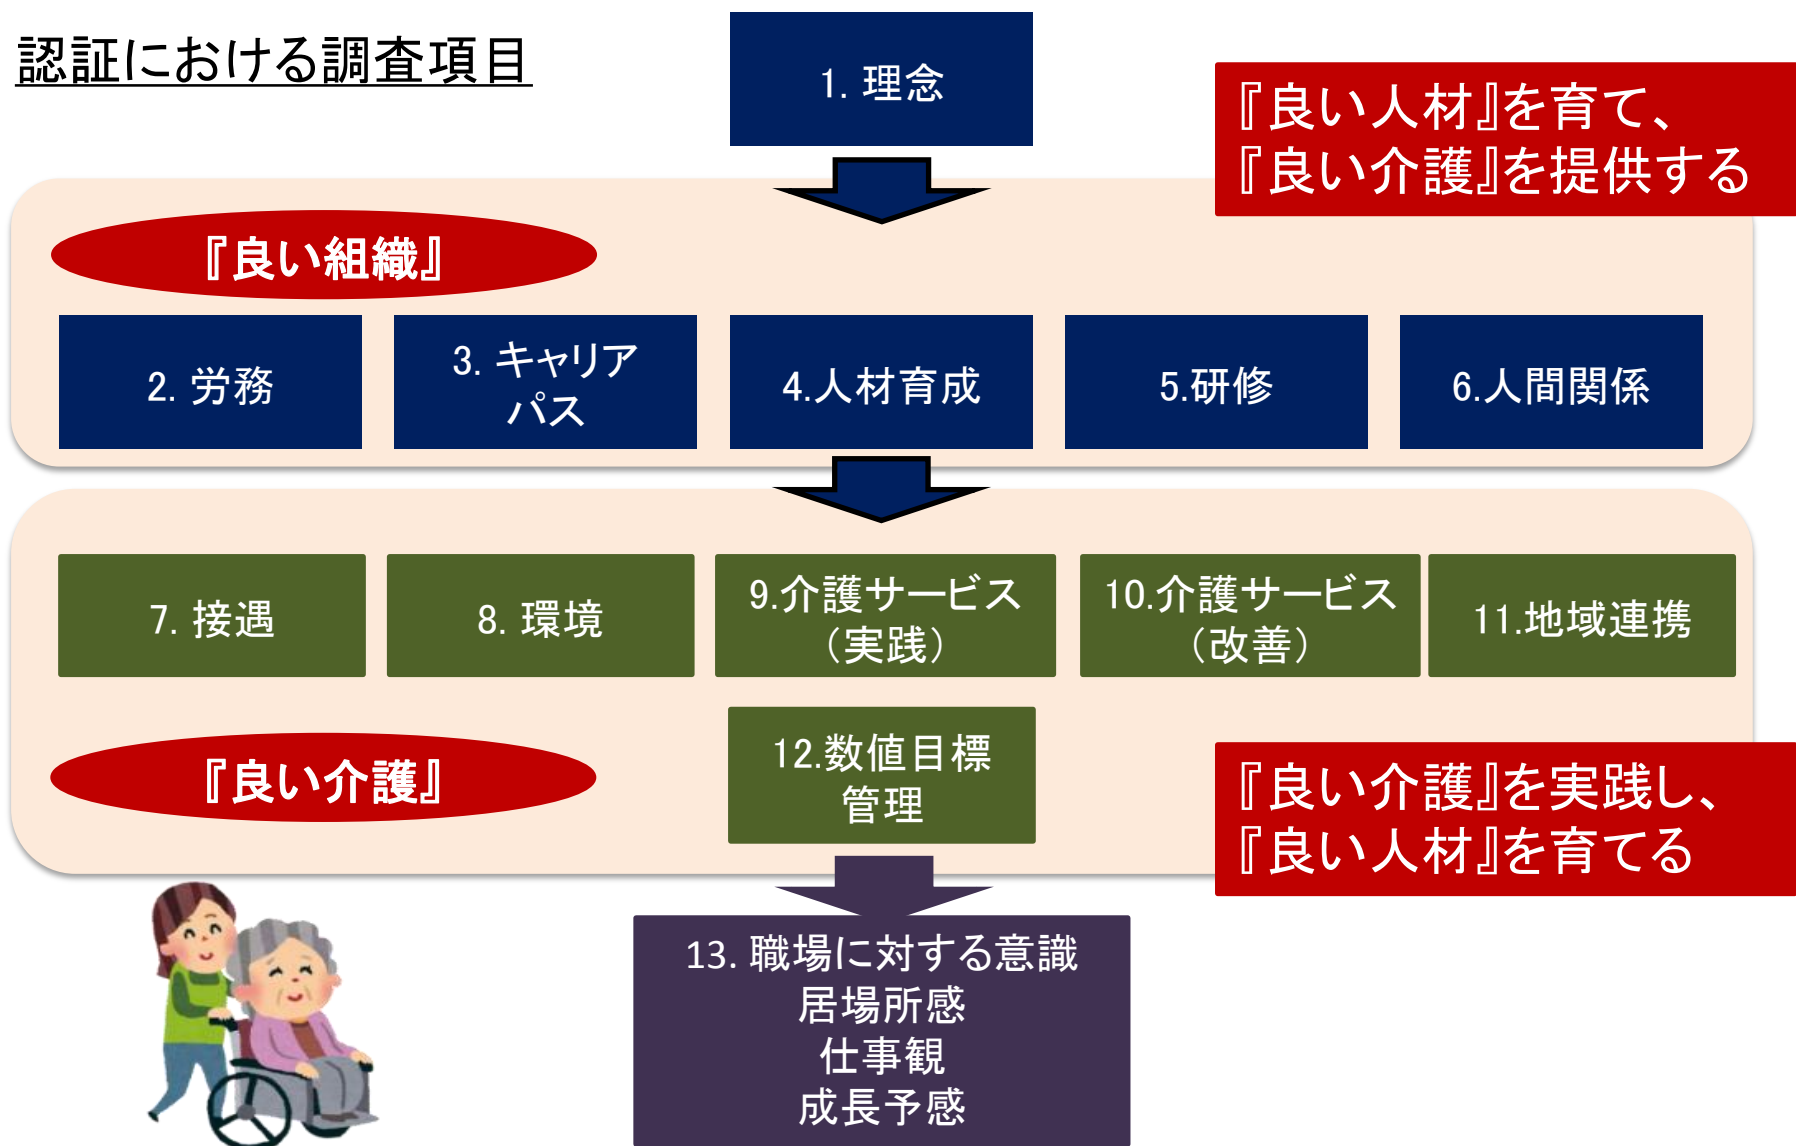 認証における調査項目
1. 理念
『良い人材』を育て、
『良い介護』を提供する
『良い組織』
2. 労務
3. キャリア
パス
4.人材育成
5.研修
6.人間関係
7. 接遇
8. 環境
9.介護サービス
（実践）
10.介護サービス
（改善）
11.地域連携
『良い介護』
12.数値目標
管理
『良い介護』を実践し、
『良い人材』を育てる
13. 職場に対する意識
居場所感
仕事観
成長予感